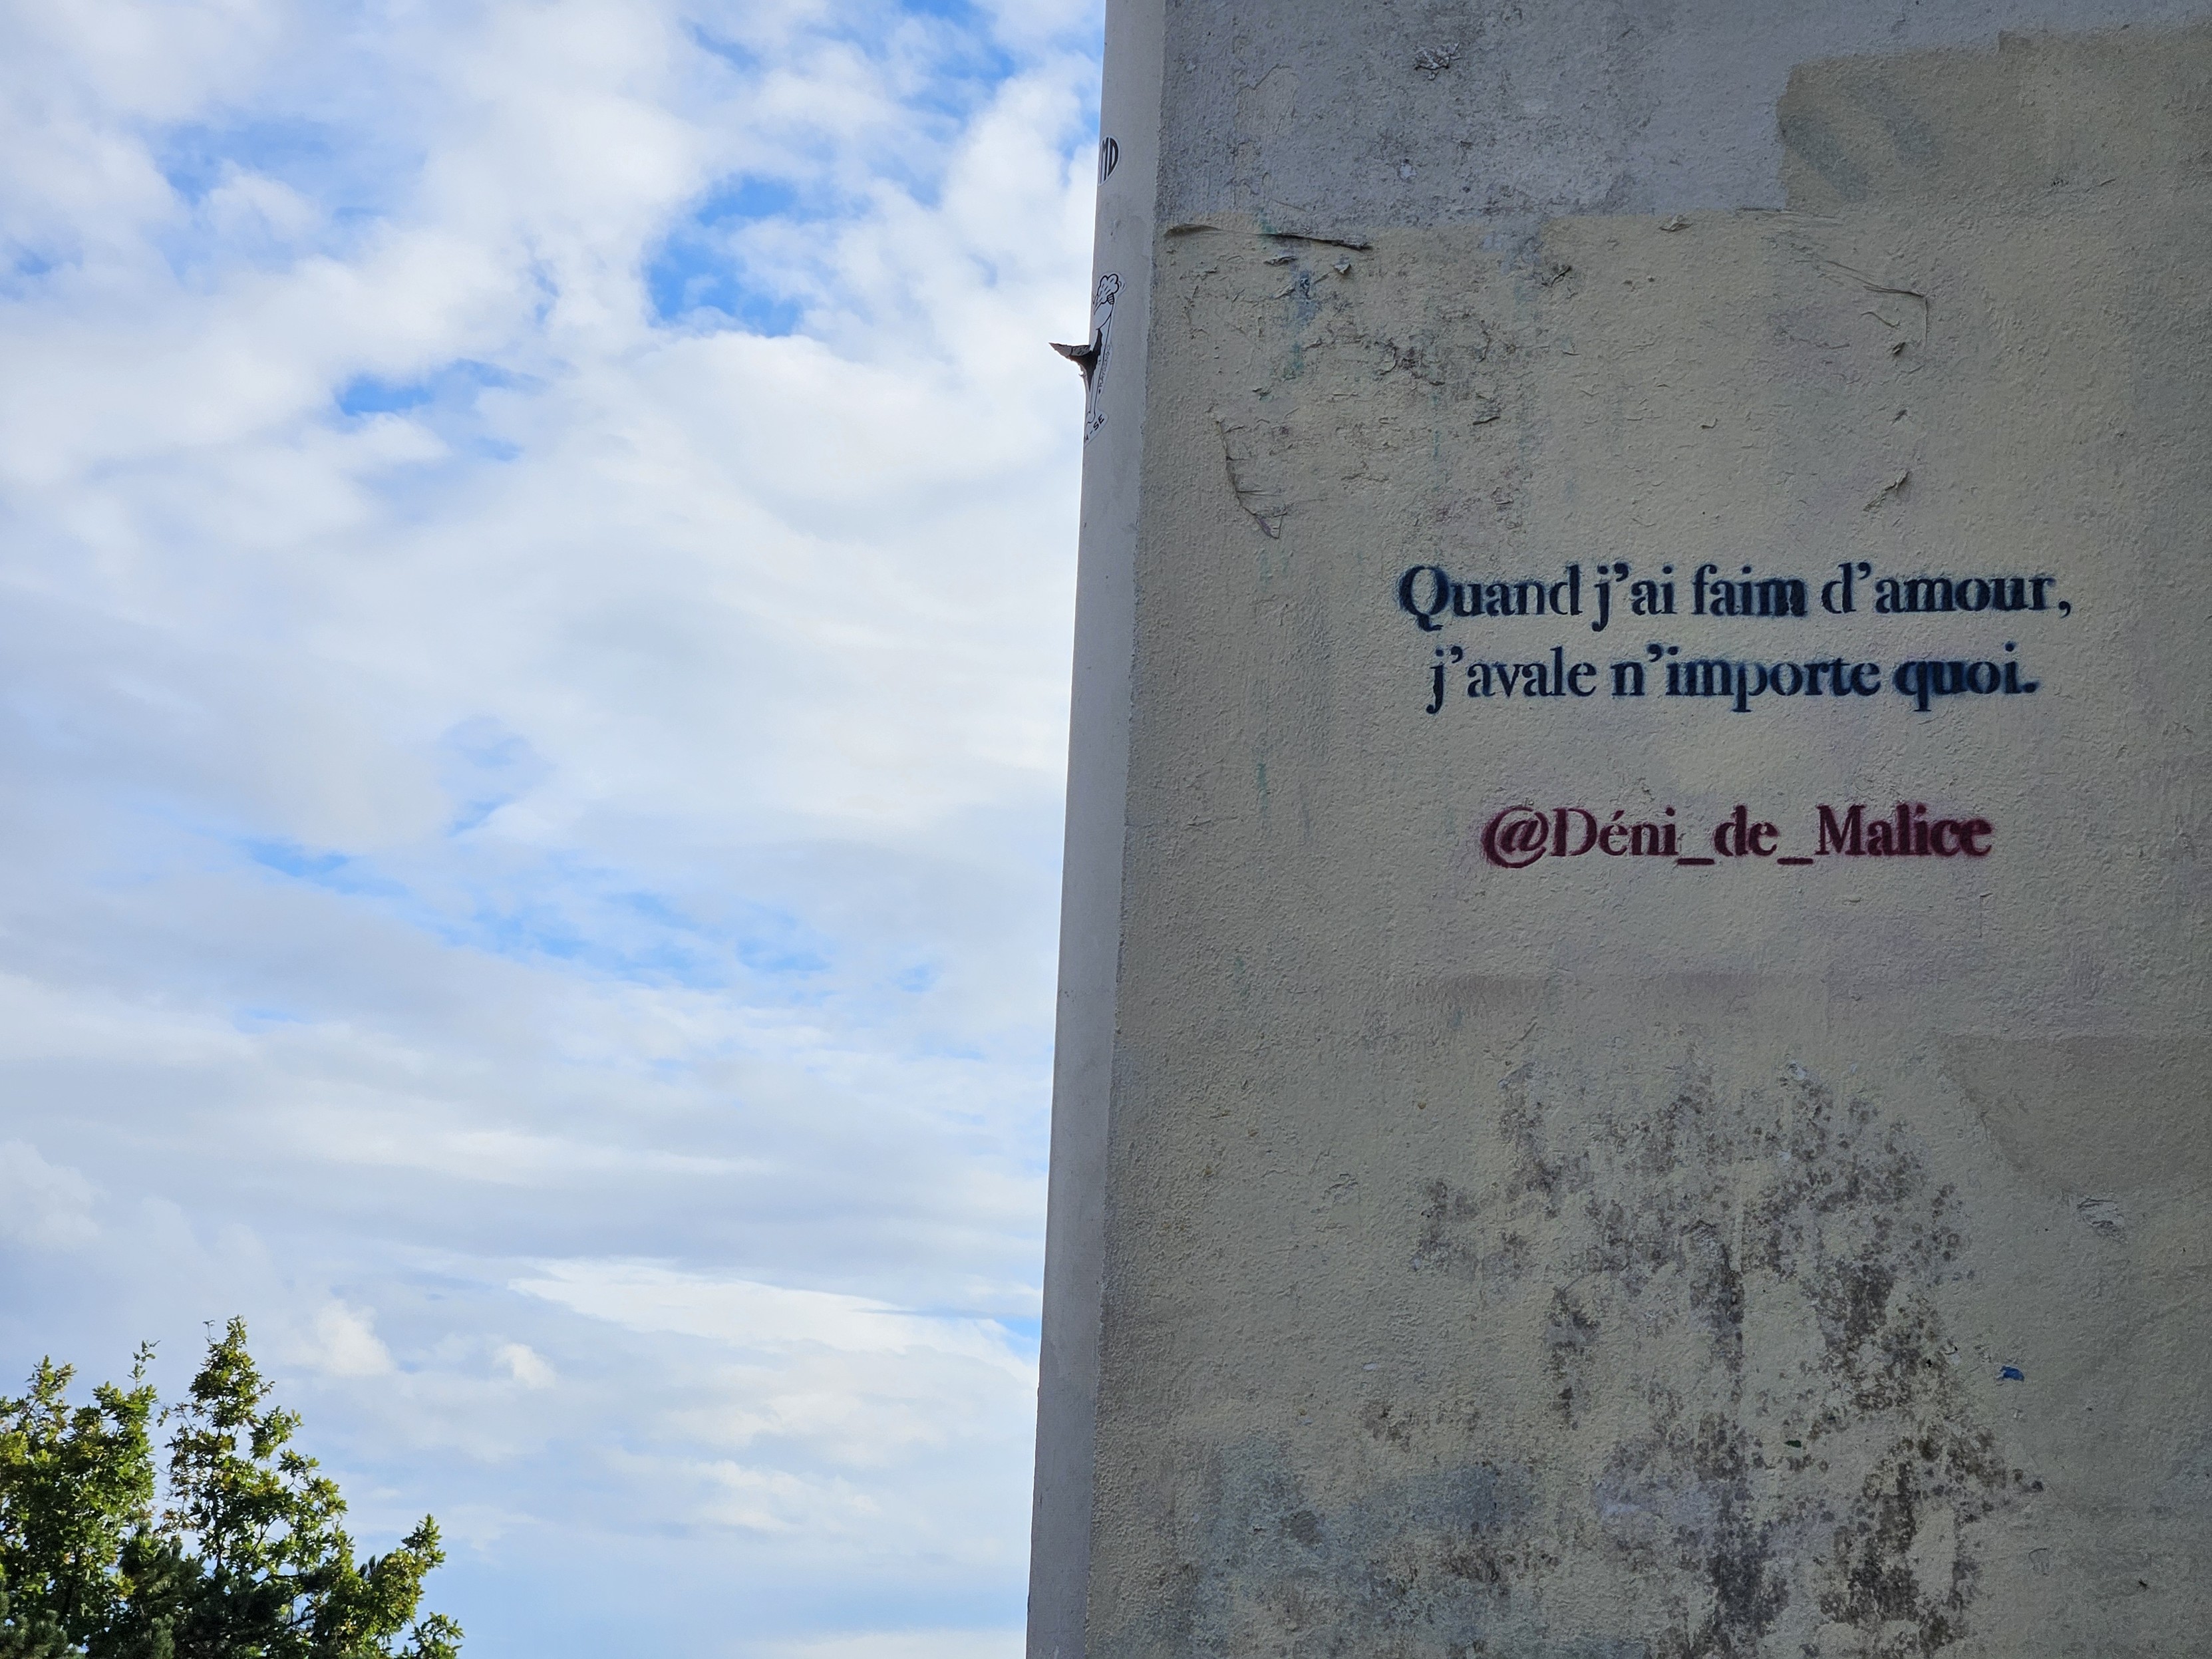 Quand j’ai faim d’amour,
j’avale n’importe quoi.
@Déni_de_Malice